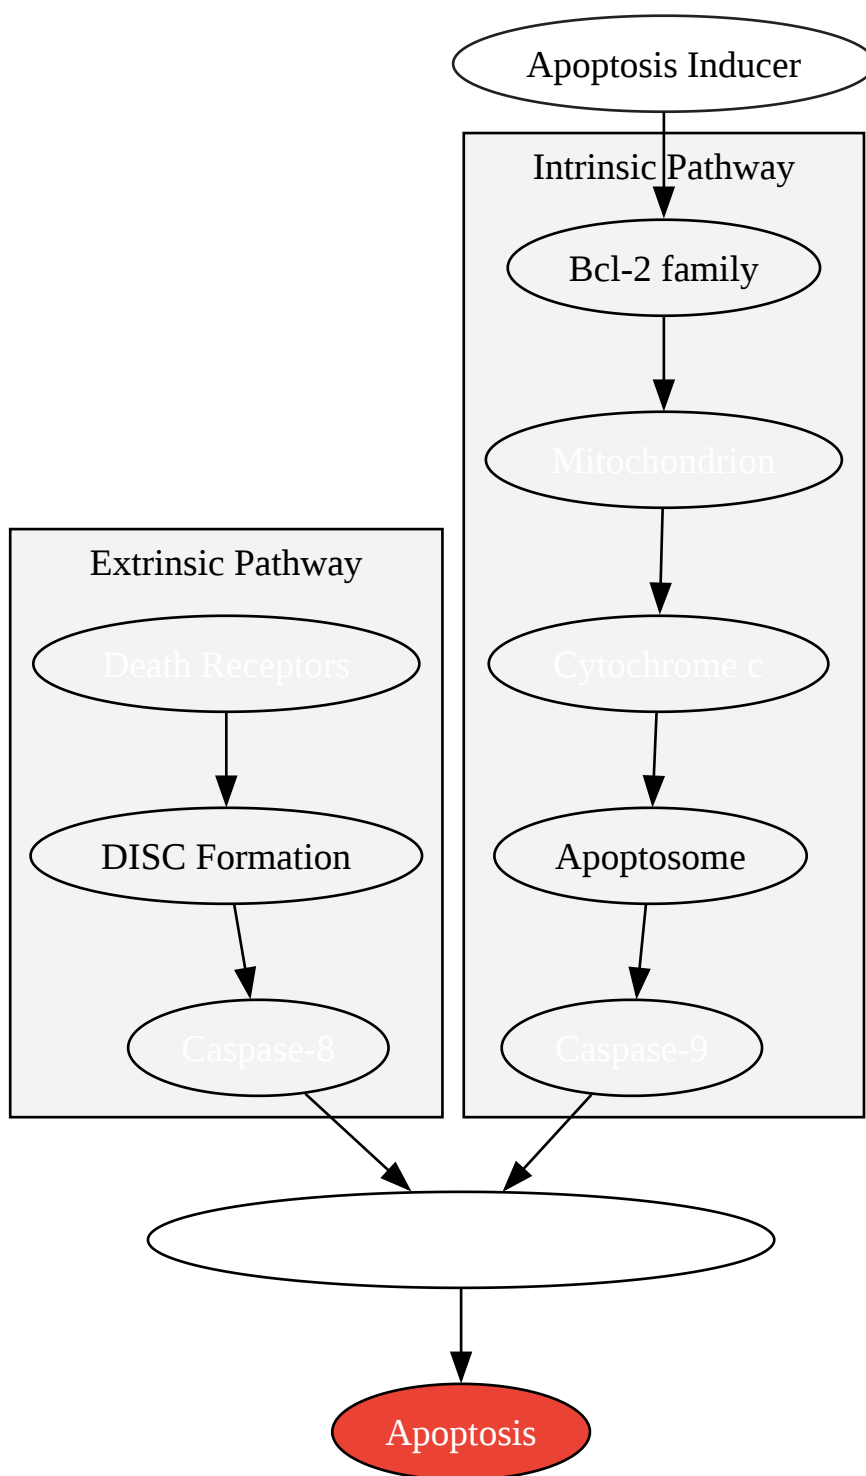 Apoptosis Inducer
Intrinsic Pathway
Bcl-2 family
Mitochondrion
Extrinsic Pathway
Death Receptors
Cytochrome c
DISC Formation
Apoptosome
Caspase-8
Caspase-9
Apoptosis